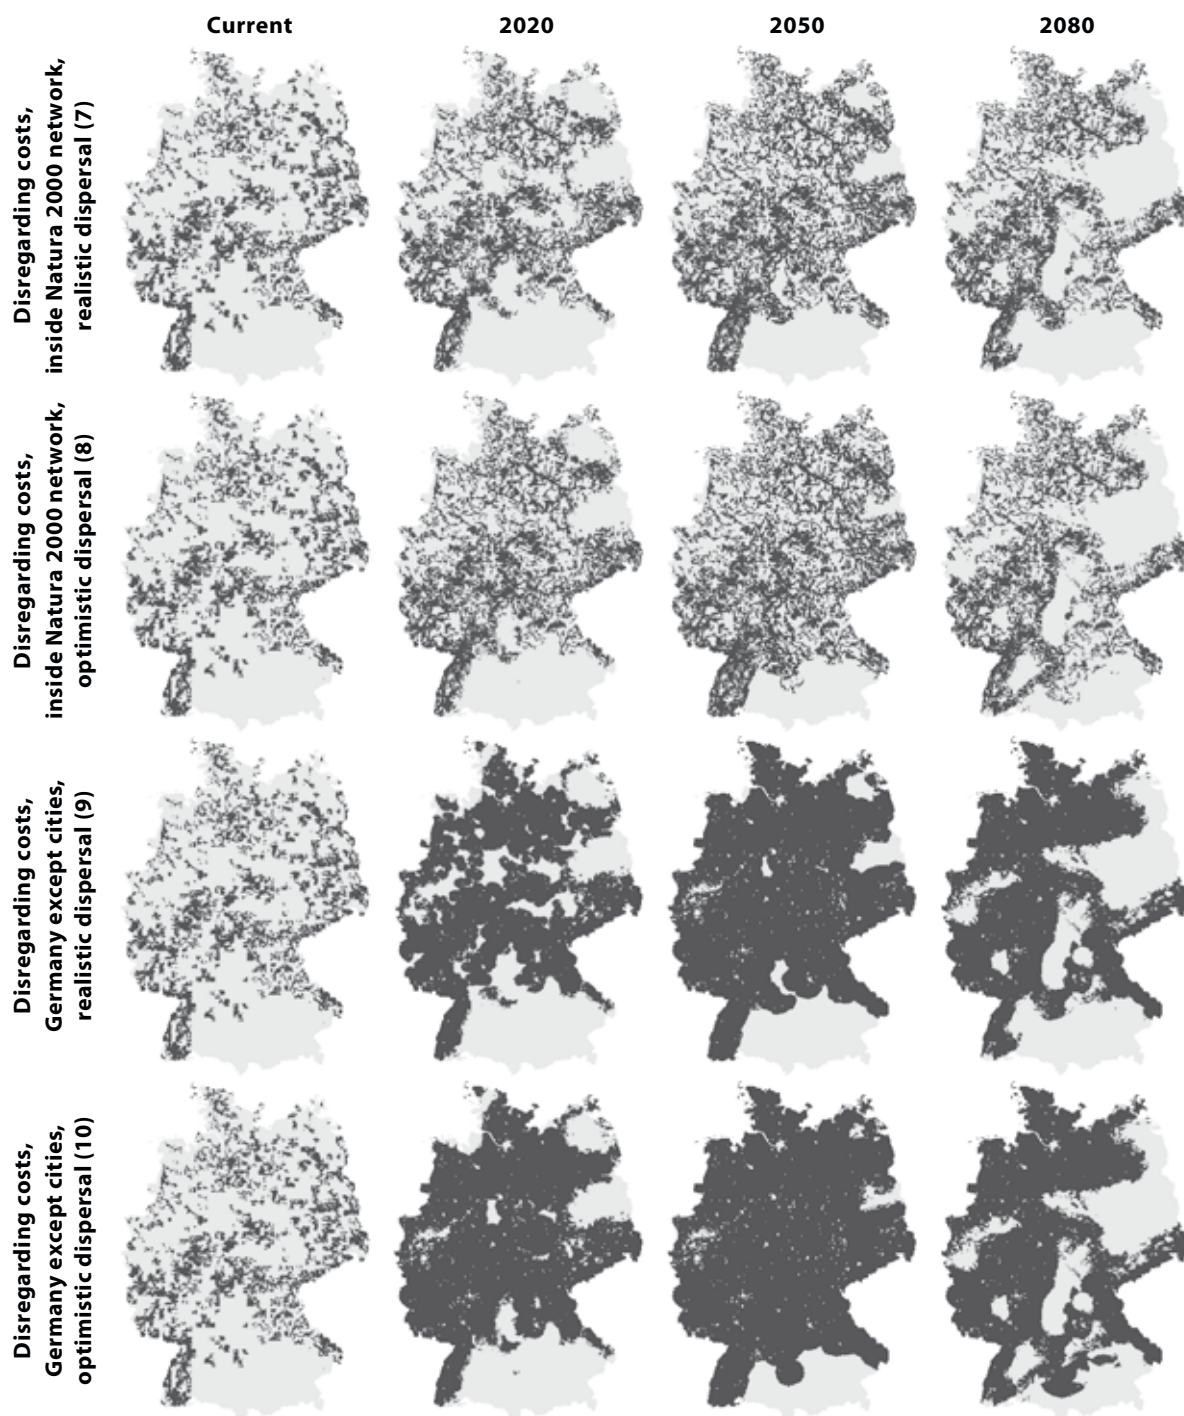 Current 2020 2050 2080
Disregarding costs,
inside Natura 2000 network,
realistic dispersal (7)
Disregarding costs,
inside Natura 2000 network,
optimistic dispersal (8)
Disregarding costs,
Germany except cities,
realistic dispersal (9)
Disregarding costs,
Germany except cities,
optimistic dispersal (10)